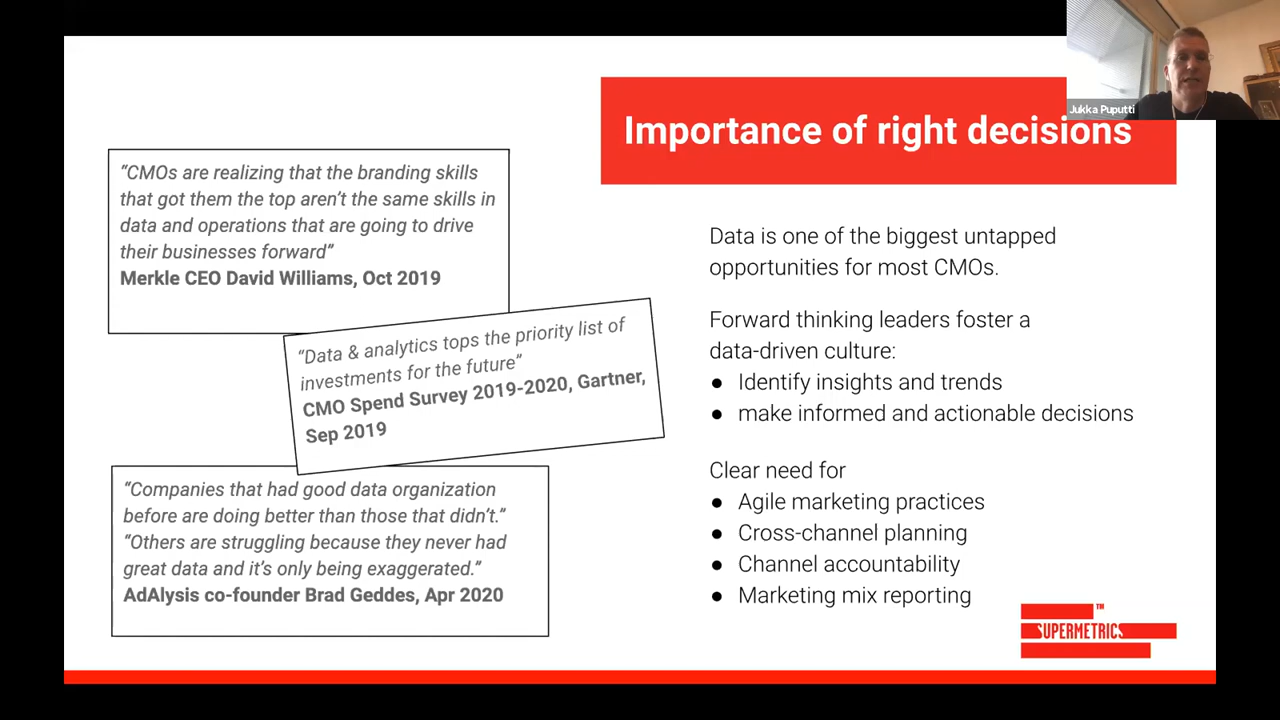 Jukka Puputti
Importance of right decisions
“CMOs are realizing that the branding skills
that got them the top aren’t the same skills in
data and operations that are going to drive
their businesses forward”
Merkle CEO David Williams, Oct 2019
“Data & analytics tops the priority list of
investments for the future”
CMO Spend Survey 2019-2020, Gartner,
Sep 2019
“Companies that had good data organization
before are doing better than those that didn’t.”
“Others are struggling because they never had
great data and it’s only being exaggerated.”
AdAlysis co-founder Brad Geddes, Apr 2020
Data is one of the biggest untapped
opportunities for most CMOs.
Forward thinking leaders foster a
data-driven culture:
● Identify insights and trends
● make informed and actionable decisions
Clear need for
● Agile marketing practices
● Cross-channel planning
● Channel accountability
● Marketing mix reporting
SUPERMETRICS™